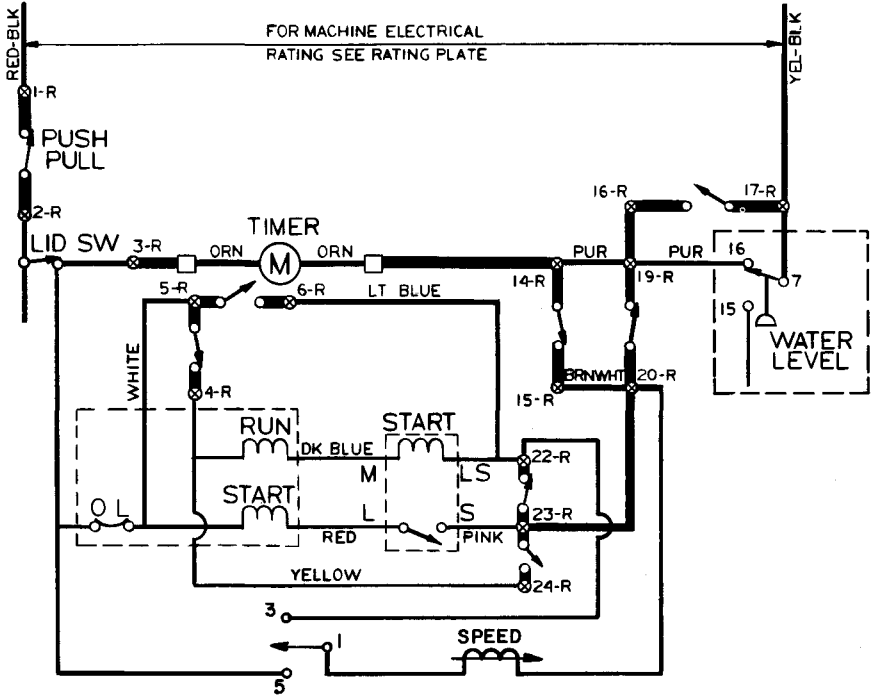 RED-BLK
FOR MACHINE ELECTRICAL
RATING SEE RATING PLATE
YEL-BLK
1-R
PUSH
PULL
2-R
LID SW
3-R
ORN
TIMER
M
ORN
16-R
17-R
PUR
PUR
14-R
19-R
16
7
15
WATER
LEVEL
5-R
6-R
LT BLUE
WHITE
4-R
BRNWHT
15-R
20-R
RUN
DK BLUE
START
M
LS
22-R
OL
START
RED
L
S
PINK
23-R
YELLOW
24-R
3
1
5
SPEED